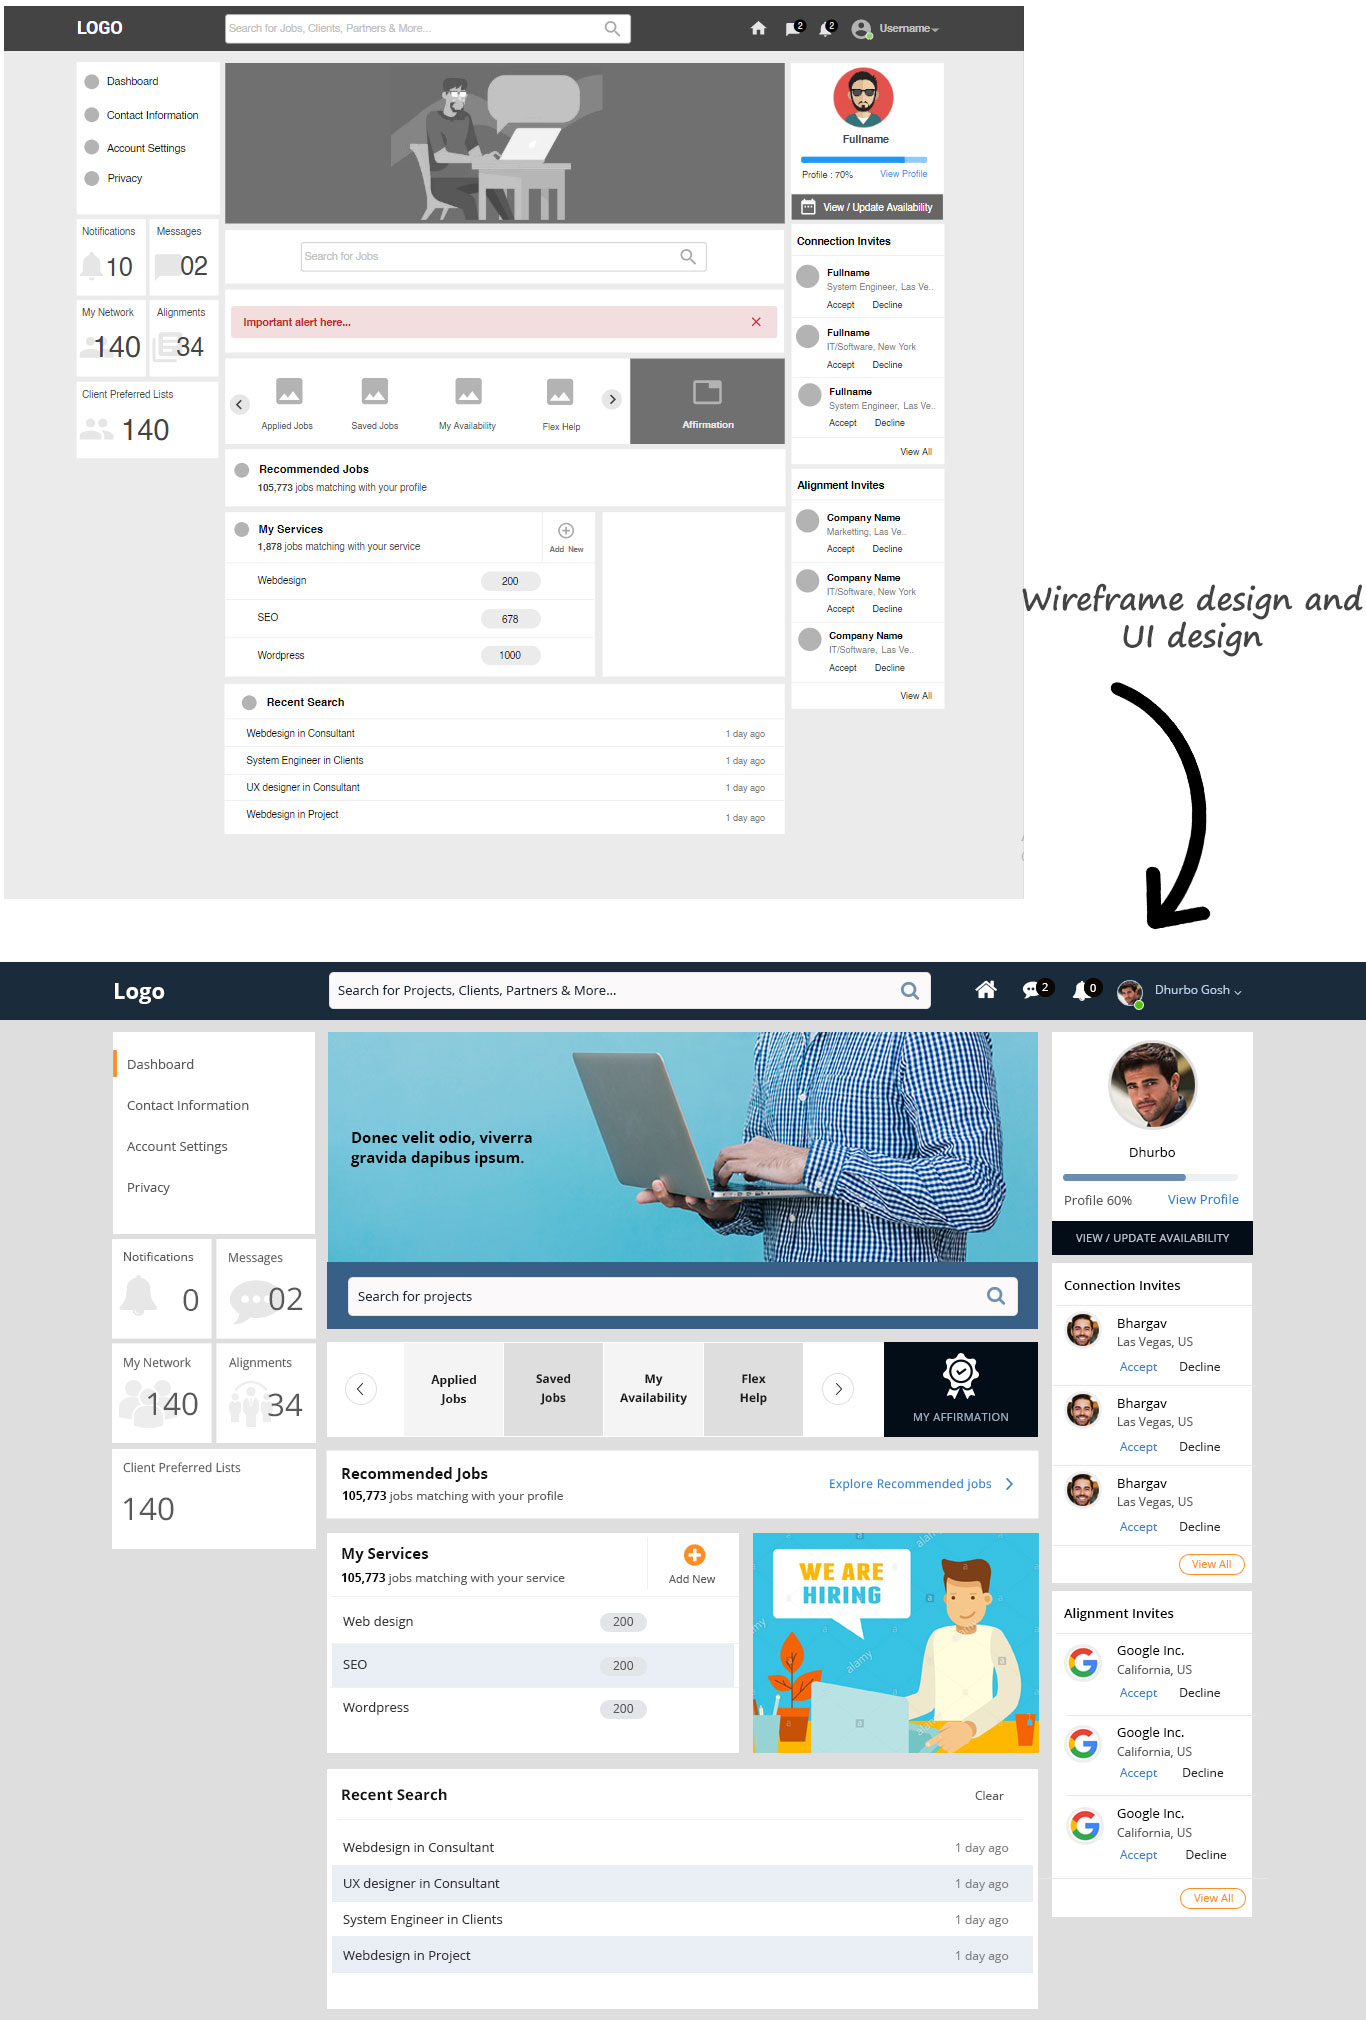 LOGO
Search for Jobs, Clients, Partners & More...
2
2
Username
Dashboard
Contact Information
Account Settings
Privacy
Notifications
10
Messages
02
My Network
140
Alignments
34
Client Preferred Lists
140
Search for Jobs
Important alert here...
Applied Jobs
Saved Jobs
My Availability
Flex Help
Affirmation
Recommended Jobs
105,773 jobs matching with your profile
My Services
1,878 jobs matching with your service
Add New
Webdesign
200
SEO
678
Wordpress
1000
Recent Search
Webdesign in Consultant
1 day ago
System Engineer in Clients
1 day ago
UX designer in Consultant
1 day ago
Webdesign in Project
1 day ago
Fullname
Profile : 70%
View Profile
View / Update Availability
Connection Invites
Fullname
System Engineer, Las Ve..
Accept Decline
Fullname
IT/Software, New York
Accept Decline
Fullname
System Engineer, Las Ve..
Accept Decline
View All
Alignment Invites
Company Name
Marketting, Las Ve..
Accept Decline
Company Name
IT/Software, New York
Accept Decline
Company Name
IT/Software, Las Ve..
Accept Decline
View All
Wireframe design and
UI design
Logo
Search for Projects, Clients, Partners & More...
2
0
Dhurbo Gosh
Dashboard
Contact Information
Account Settings
Privacy
Notifications
0
Messages
02
My Network
140
Alignments
34
Client Preferred Lists
140
Donec velit odio, viverra
gravida dapibus ipsum.
Search for projects
Applied
Jobs
Saved
Jobs
My
Availability
Flex
Help
MY AFFIRMATION
Recommended Jobs
105,773 jobs matching with your profile
Explore Recommended jobs
My Services
105,773 jobs matching with your service
Add New
Web design
200
SEO
200
Wordpress
200
WE ARE
HIRING
alamy
alamy
alamy
Recent Search
Clear
Webdesign in Consultant
1 day ago
UX designer in Consultant
1 day ago
System Engineer in Clients
1 day ago
Webdesign in Project
1 day ago
Dhurbo
Profile 60%
View Profile
VIEW / UPDATE AVAILABILITY
Connection Invites
Bhargav
Las Vegas, US
Accept Decline
Bhargav
Las Vegas, US
Accept Decline
Bhargav
Las Vegas, US
Accept Decline
View All
Alignment Invites
Google Inc.
California, US
Accept Decline
Google Inc.
California, US
Accept Decline
Google Inc.
California, US
Accept Decline
View All